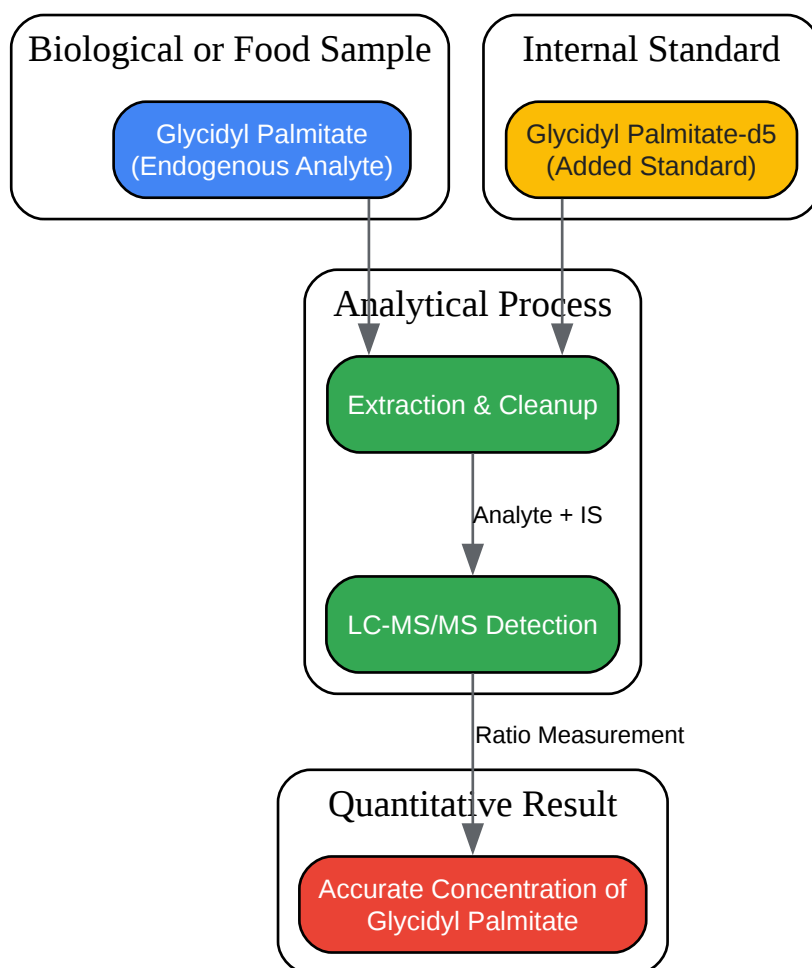 Biological or Food Sample
Glycidyl Palmitate
(Endogenous Analyte)
Internal Standard
Glycidyl Palmitate-d5
(Added Standard)
Analytical Process
Extraction & Cleanup
Analyte + IS
LC-MS/MS Detection
Ratio Measurement
Quantitative Result
Accurate Concentration of
Glycidyl Palmitate